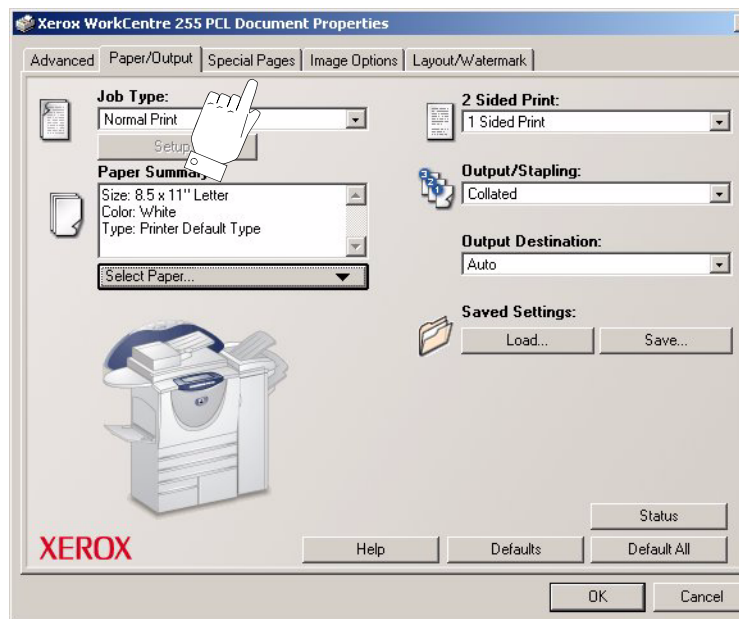 Xerox WorkCentre 255 PCL Document Properties
Advanced
Paper/Output
Special Pages
Image Options
Layout/Watermark
Job Type:
Normal Print
Setup
Paper Summary
Size: 8.5 x 11" Letter
Color: White
Type: Printer Default Type
Select Paper...
2 Sided Print:
1 Sided Print
Output/Stapling:
Collated
Output Destination:
Auto
Saved Settings:
Load...
Save...
Status
XEROX
Help
Defaults
Default All
OK
Cancel